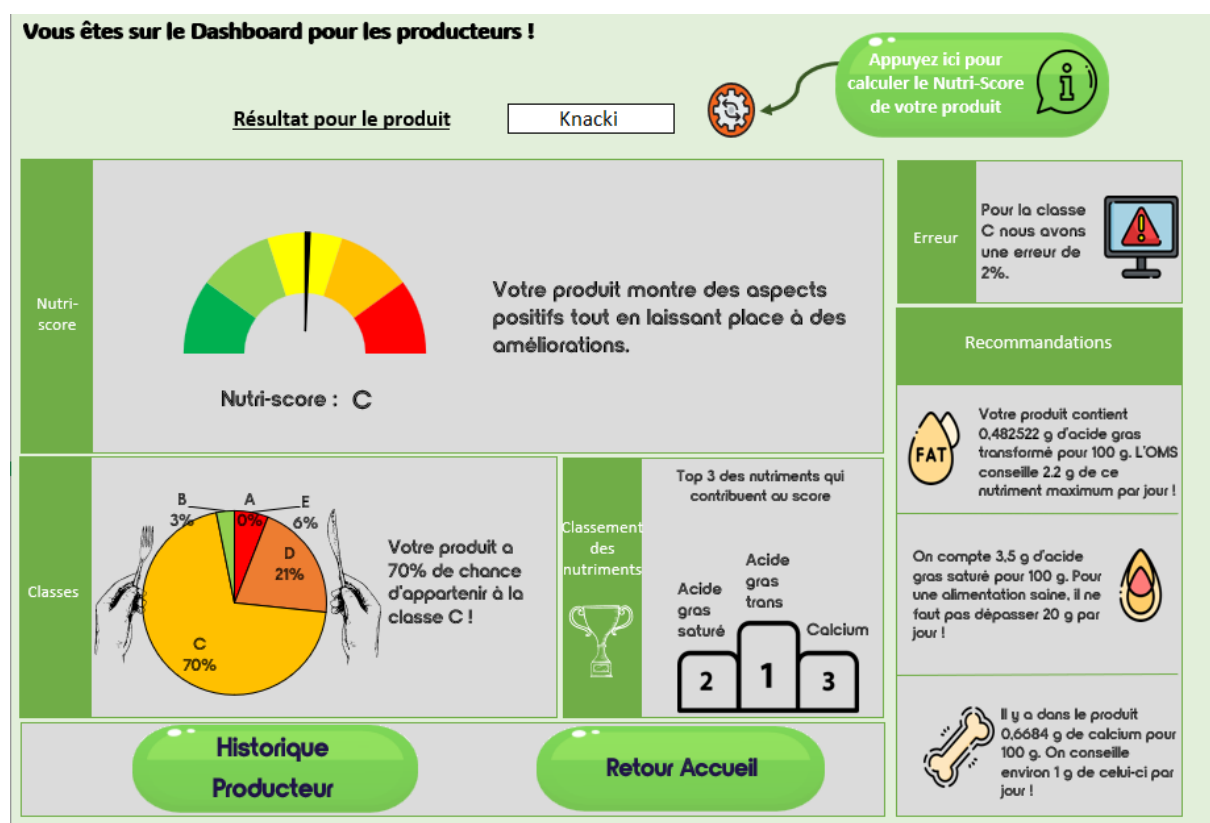 Vous êtes sur le Dashboard pour les producteurs !
Appuyez ici pour
calculer le Nutri-Score
de votre produit
Résultat pour le produit
Knacki
Nutri-
score
Votre produit montre des aspects
positifs tout en laissant place à des
améliorations.
Nutri-score : C
Erreur
Pour la classe
C nous avons
une erreur de
2%.
Recommandations
Votre produit contient
0,482522 g d'acide gras
transformé pour 100 g. L'OMS
conseille 2.2 g de ce
nutriment maximum par jour !
On compte 3,5 g d'acide
gras saturé pour 100 g. Pour
une alimentation saine, il ne
faut pas dépasser 20 g par
jour !
Il y a dans le produit
0,6684 g de calcium pour
100 g. On conseille
environ 1 g de celui-ci par
jour !
FAT
Classes
B
3%
A
0%
E
6%
D
21%
C
70%
Votre produit a
70% de chance
d'appartenir à la
classe C !
Classement
des
nutriments
Top 3 des nutriments qui
contribuent au score
Acide
gras
saturé
Acide
gras
trans
Calcium
2
1
3
Historique
Producteur
Retour Accueil